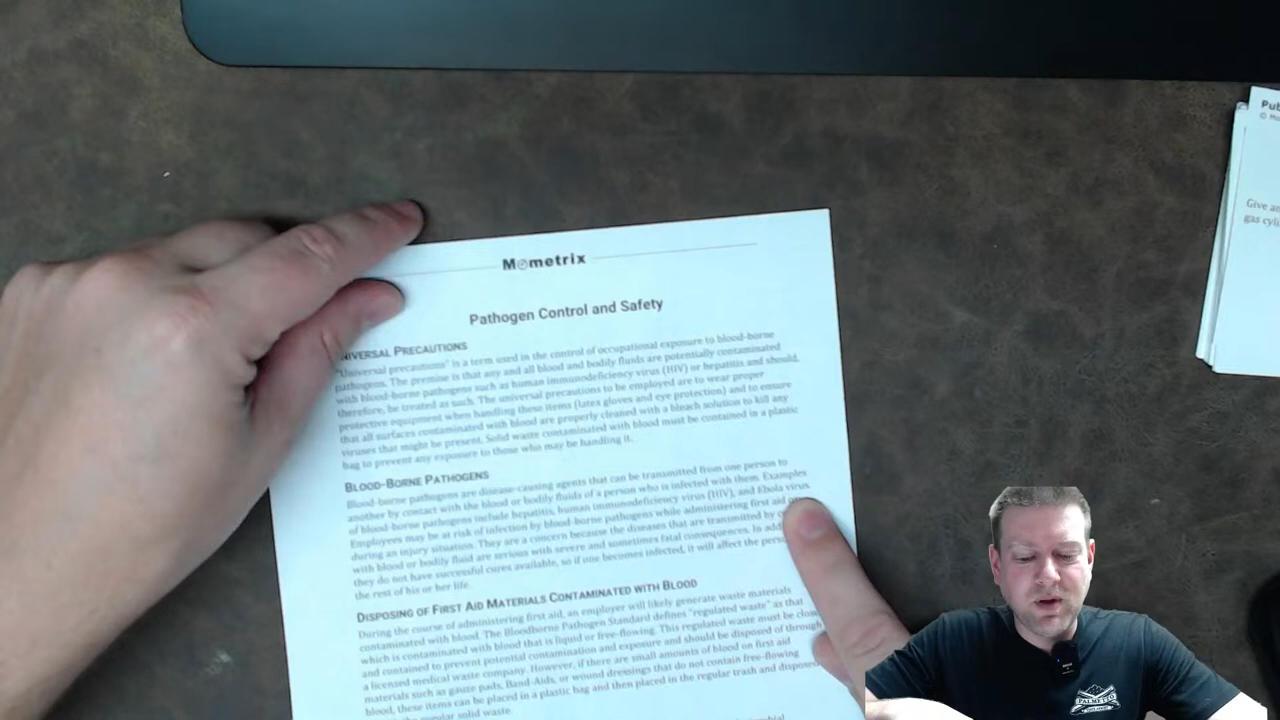 Mometrix
Pathogen Control and Safety
IVERSAL PRECAUTIONS
"Universal precautions" is a term used in the control of occupational exposure to blood-borne
pathogens. The premise is that any and all blood and bodily fluids are potentially contaminated
with blood-borne pathogens such as human immunodeficiency virus (HIV) or hepatitis and should,
therefore, be treated as such. The universal precautions to be employed are to wear proper
protective equipment when handling these items (latex gloves and eye protection) and to ensure
that all surfaces contaminated with blood are properly cleaned with a bleach solution to kill any
viruses that might be present. Solid waste contaminated with blood must be contained in a plastic
bag to prevent any exposure to those who may be handling it.
BLOOD-BORNE PATHOGENS
Blood-borne pathogens are disease-causing agents that can be transmitted from one person to
another by contact with the blood or bodily fluids of a person who is infected with them. Examples
of blood-borne pathogens include hepatitis, human immunodeficiency virus (HIV), and Ebola virus.
Employees may be at risk of infection by blood-borne pathogens while administering first aid
during an injury situation. They are a concern because the diseases that are transmitted by
with blood or bodily fluid are serious with severe and sometimes fatal consequences. In
they do not have successful cures available, so if one becomes infected, it will affect the
the rest of his or her life.
DISPOSING OF FIRST AID MATERIALS CONTAMINATED WITH BLOOD
During the course of administering first aid, an employer will likely generate waste materials
contaminated with blood. The Bloodborne Pathogen Standard defines "regulated waste" as that
which is contaminated with blood that is liquid or free-flowing. This regulated waste must be
and contained to prevent potential contamination and exposure and should be disposed of through
a licensed medical waste company. However, if there are small amounts of blood on first aid
materials such as gauze pads, Band-Aids, or wound dressings that do not contain free-flowing
blood, these items can be placed in a plastic bag and then placed in the regular trash and
solid waste.
Pub
Give
gas
PALMETTO